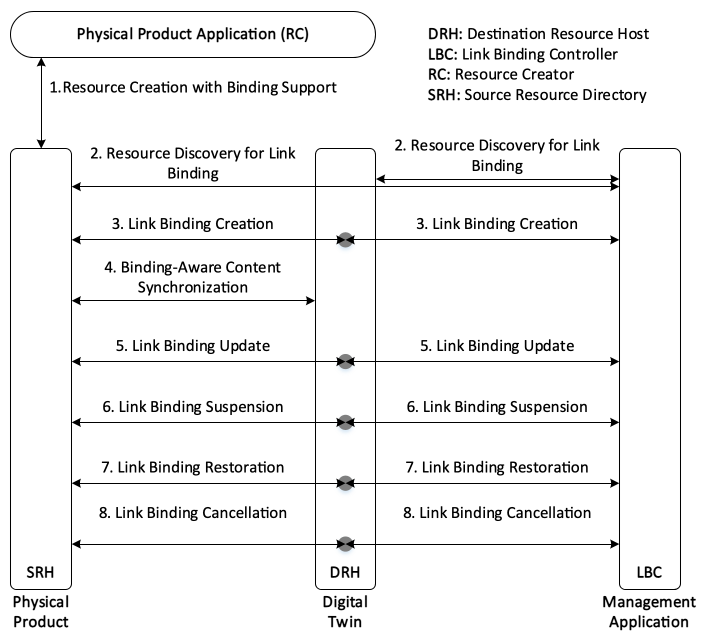 Physical Product Application (RC)
DRH: Destination Resource Host
LBC: Link Binding Controller
RC: Resource Creator
SRH: Source Resource Directory
1.Resource Creation with Binding Support
2. Resource Discovery for Link
Binding
2. Resource Discovery for Link
Binding
3. Link Binding Creation
3. Link Binding Creation
4. Binding-Aware Content
Synchronization
5. Link Binding Update
5. Link Binding Update
6. Link Binding Suspension
6. Link Binding Suspension
7. Link Binding Restoration
7. Link Binding Restoration
8. Link Binding Cancellation
8. Link Binding Cancellation
SRH
DRH
LBC
Physical
Product
Digital
Twin
Management
Application